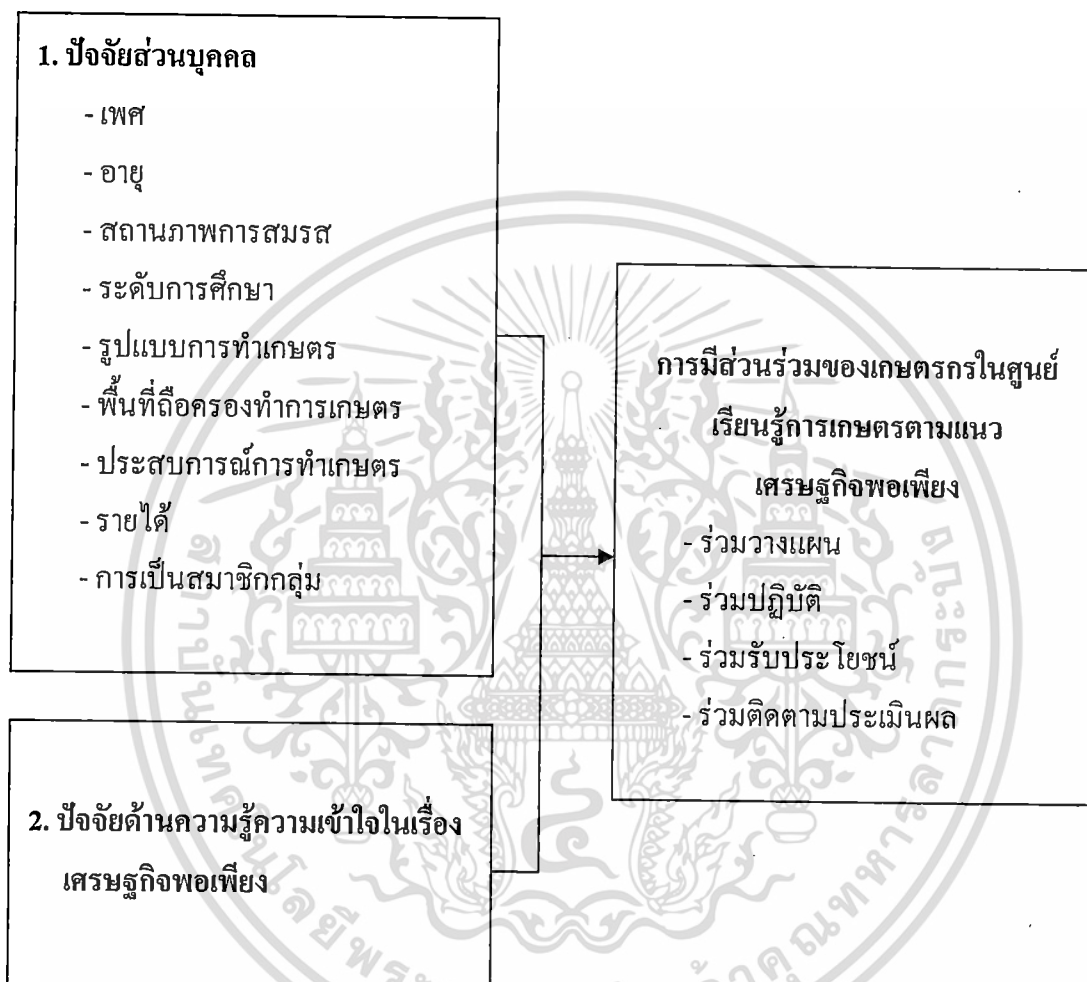 1. ปัจจัยส่วนบุคคล
- เพศ
- อายุ
- สถานภาพการสมรส
- ระดับการศึกษา
- รูปแบบการทำเกษตร
- พื้นที่ถือครองทำการเกษตร
- ประสบการณ์การทำเกษตร
- รายได้
- การเป็นสมาชิกกลุ่ม
2. ปัจจัยด้านความรู้ความเข้าใจในเรื่อง
เศรษฐกิจพอเพียง
การมีส่วนร่วมของเกษตรกรในศูนย์
เรียนรู้การเกษตรตามแนว
เศรษฐกิจพอเพียง
- ร่วมวางแผน
- ร่วมปฏิบัติ
- ร่วมรับประโยชน์
- ร่วมติดตามประเมินผล